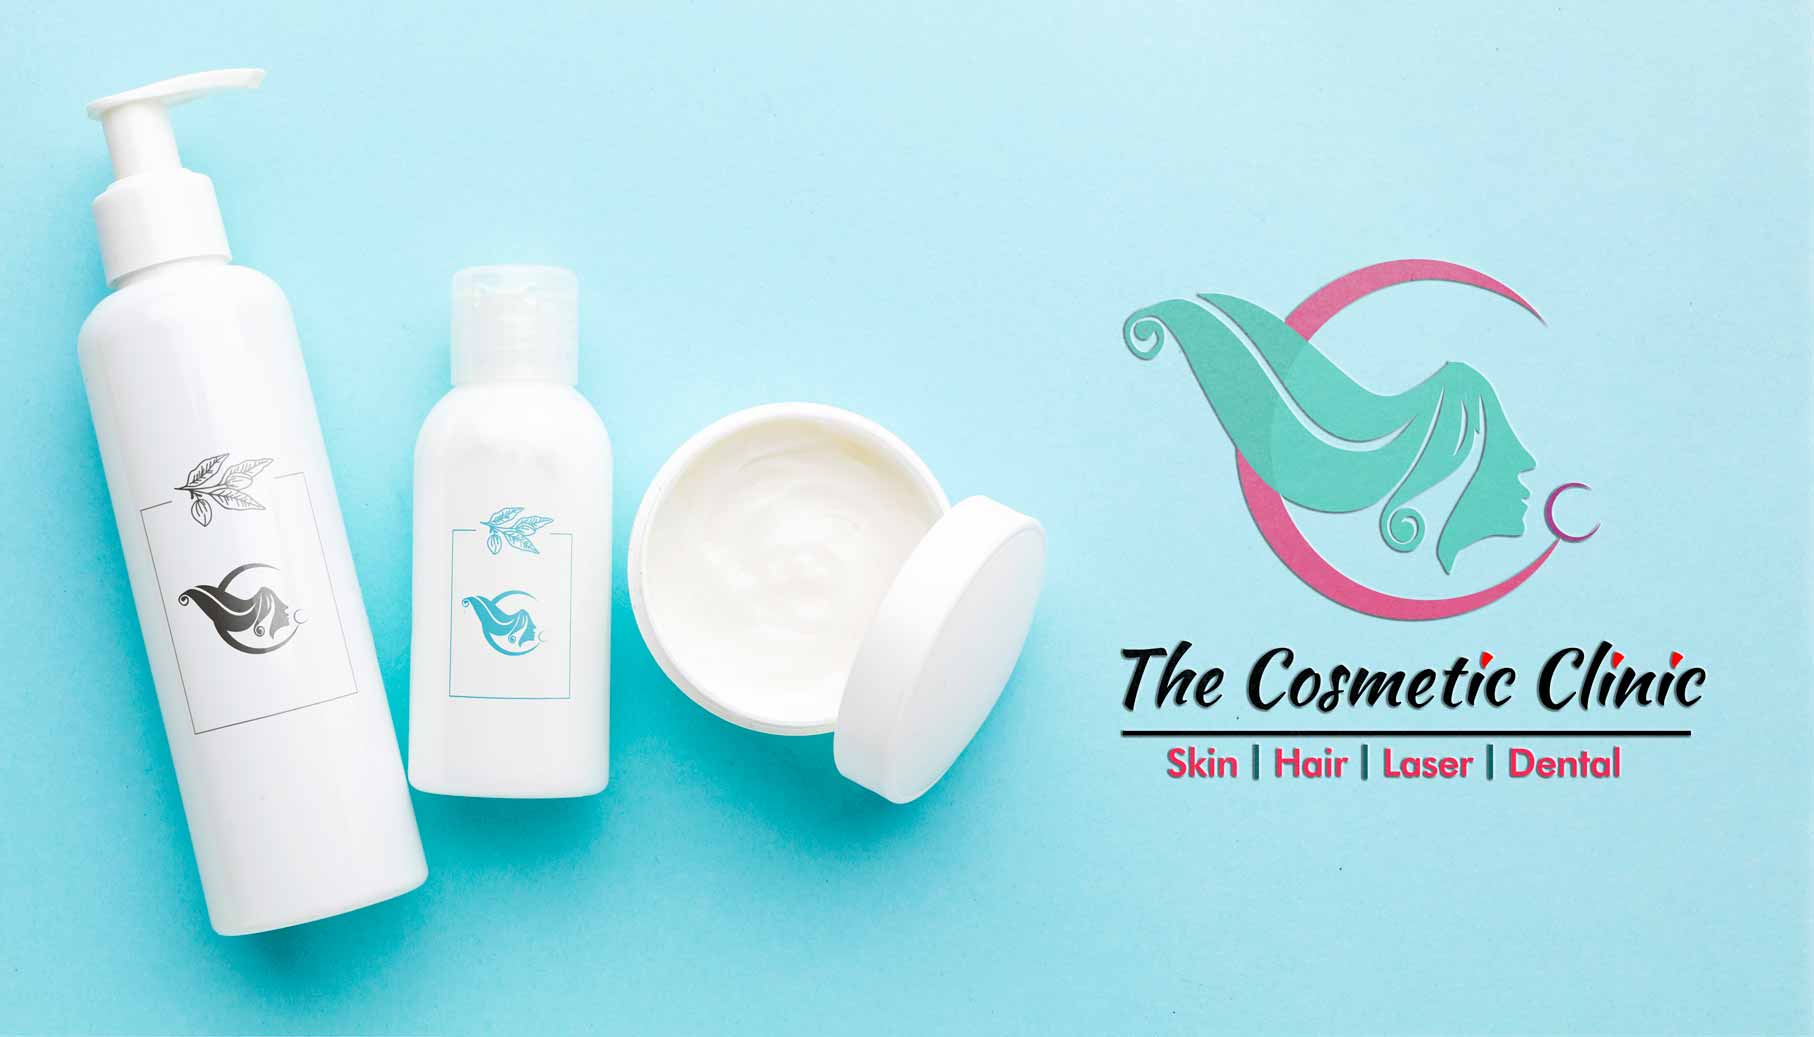 The Cosmetic Clinic
Skin | Hair | Laser | Dental